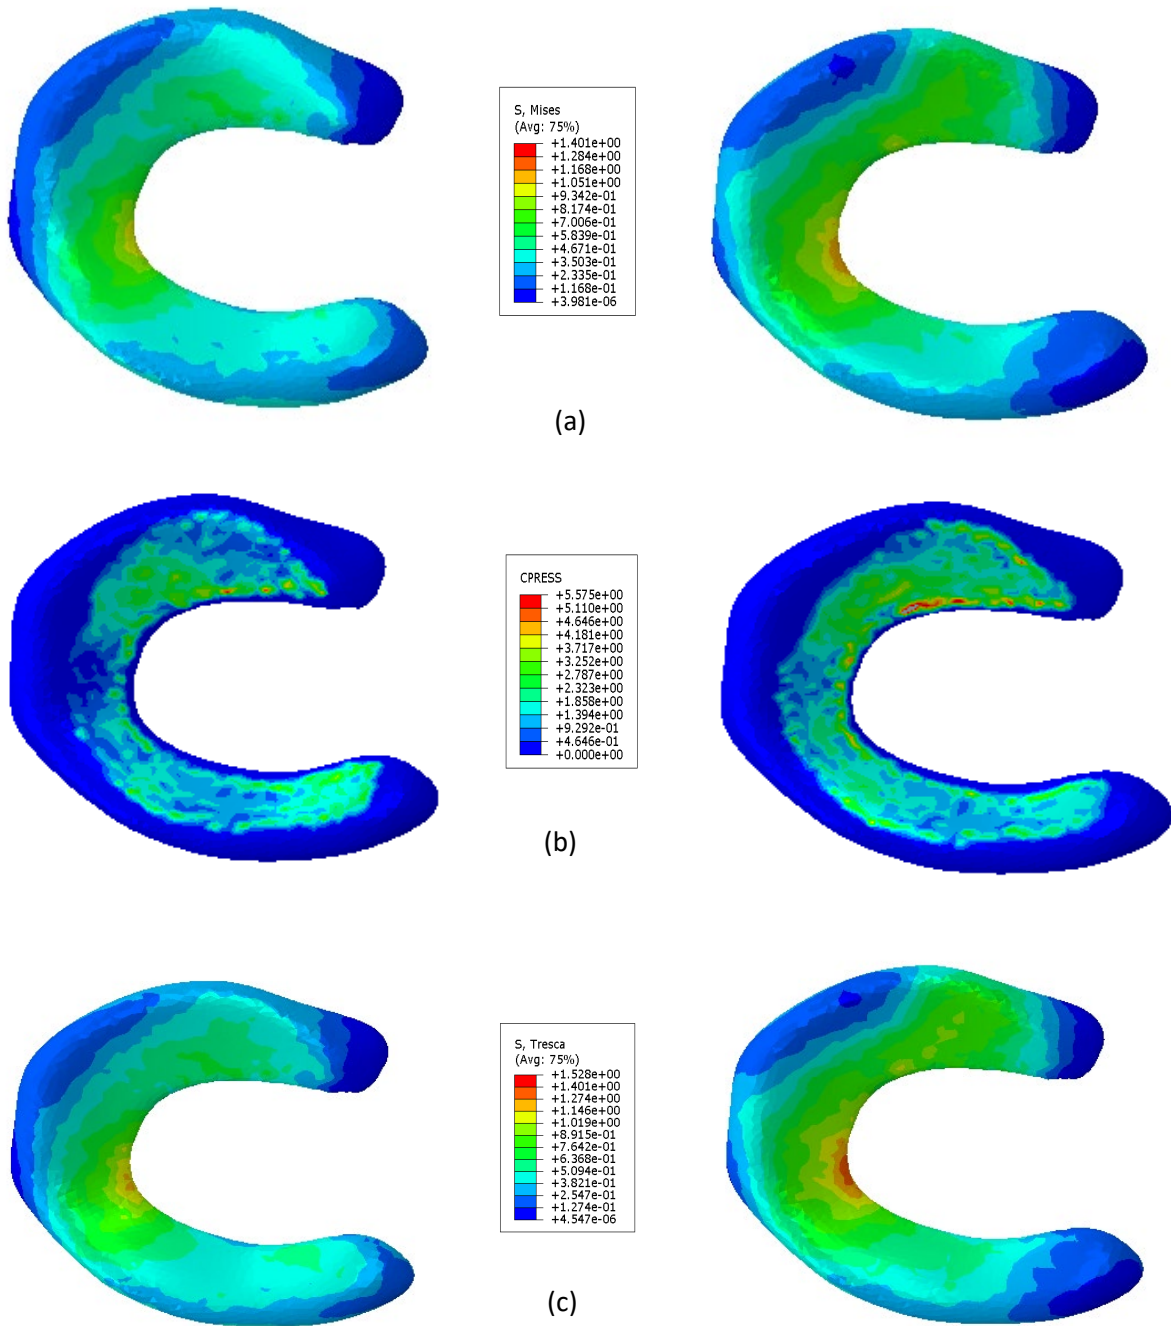 S, Mises
(Avg: 75%)
+1.401e+00
+1.284e+00
+1.168e+00
+1.051e+00
+9.342e-01
+8.174e-01
+7.006e-01
+5.839e-01
+4.671e-01
+3.503e-01
+2.335e-01
+1.168e-01
+3.981e-06
(a)
CPRESS
+5.575e+00
+5.110e+00
+4.646e+00
+4.181e+00
+3.717e+00
+3.252e+00
+2.787e+00
+2.323e+00
+1.858e+00
+1.394e+00
+9.292e-01
+4.646e-01
+0.000e+00
(b)
S, Tresca
(Avg: 75%)
+1.528e+00
+1.401e+00
+1.274e+00
+1.146e+00
+1.019e+00
+8.915e-01
+7.642e-01
+6.368e-01
+5.094e-01
+3.821e-01
+2.547e-01
+1.274e-01
+4.547e-06
(c)